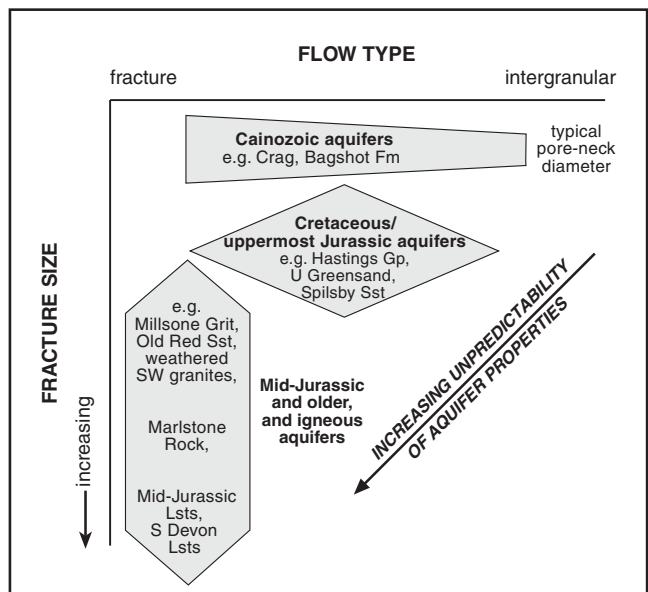 FLOW TYPE
fracture
intergranular
Cainozoic aquifers
e.g. Crag, Bagshot Fm
typical
pore-neck
diameter
Cretaceous/
uppermost Jurassic aquifers
e.g. Hastings Gp,
U Greensand,
Spilsby Sst
FRACTURE SIZE
increasing
e.g.
Millsone Grit,
Old Red Sst,
weathered
SW granites,
Marlstone
Rock,
Mid-Jurassic
Lsts,
S Devon
Lsts
Mid-Jurassic
and older,
and igneous
aquifers
INCREASING UNPREDICTABILITY
OF AQUIFER PROPERTIES